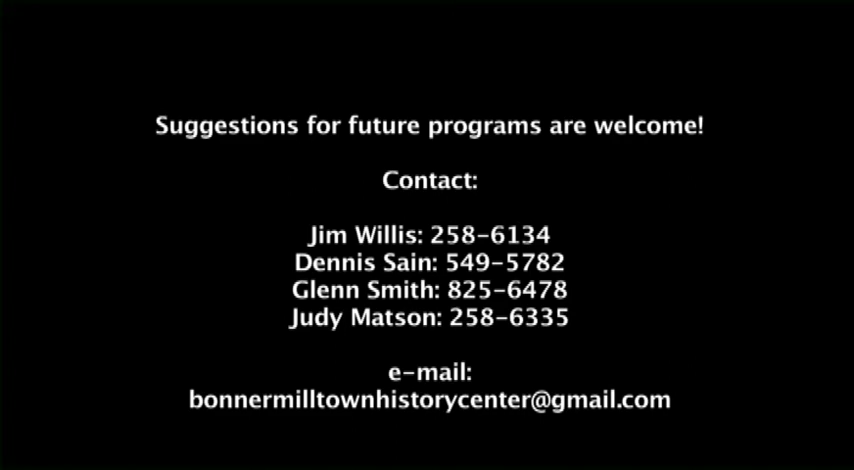 Suggestions for future programs are welcome!
Contact:
Jim Willis: 258-6134
Dennis Sain: 549-5782
Glenn Smith: 825-6478
Judy Matson: 258-6335
e-mail:
bonnermilltownhistorycenter@gmail.com